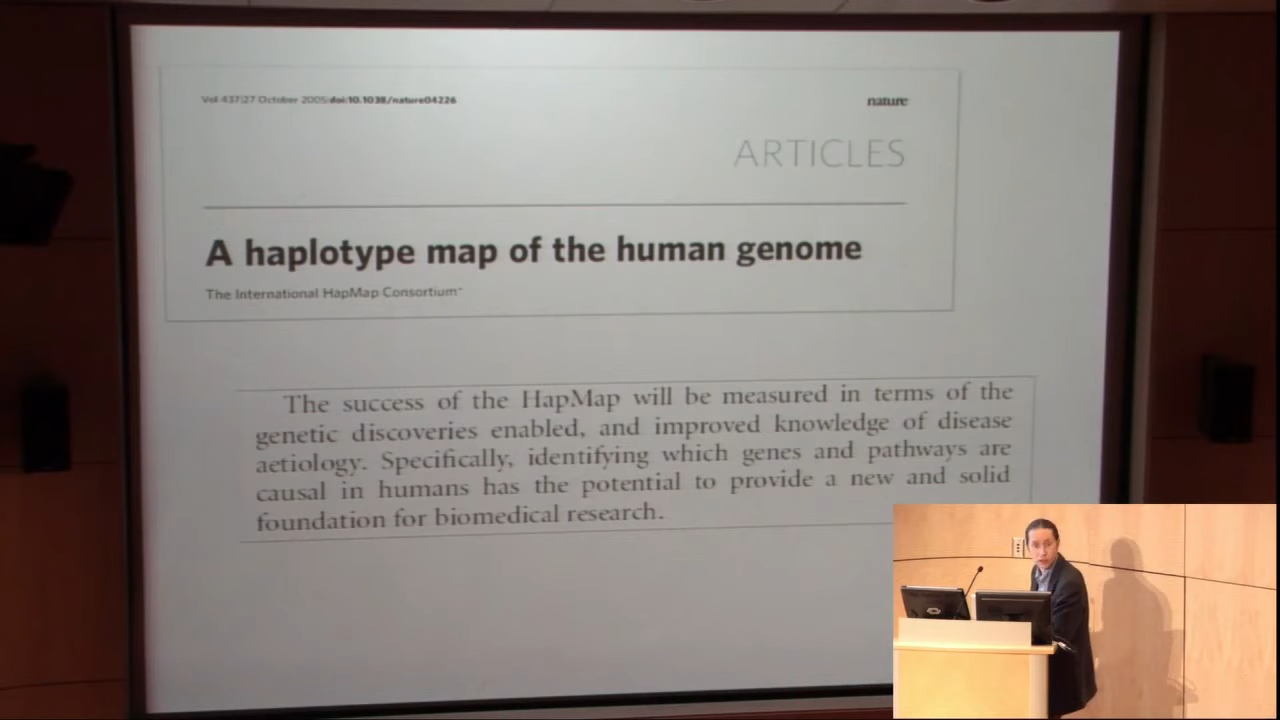 Vol 437|27 October 2005|doi:10.1038/nature04226
nature
ARTICLES
A haplotype map of the human genome
The International HapMap Consortium*
The success of the HapMap will be measured in terms of the
genetic discoveries enabled, and improved knowledge of disease
aetiology. Specifically, identifying which genes and pathways are
causal in humans has the potential to provide a new and solid
foundation for biomedical research.